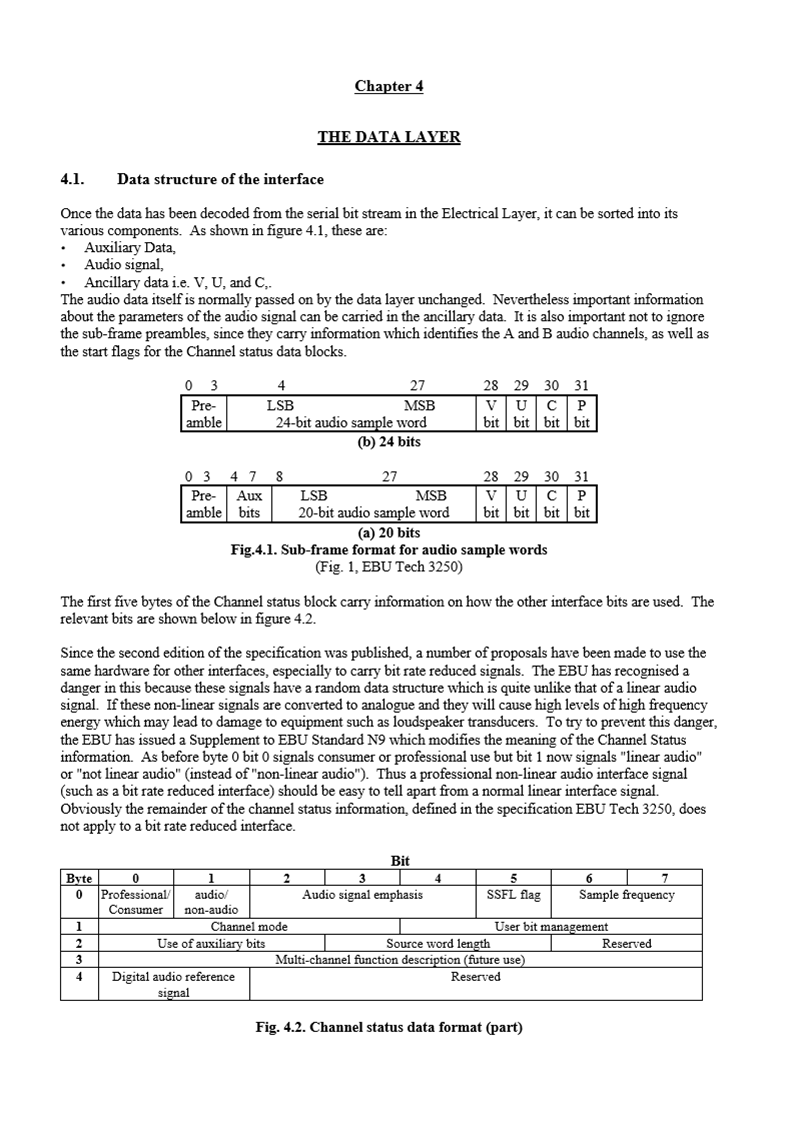 Chapter 4
THE DATA LAYER
4.1. Data structure of the interface
Once the data has been decoded from the serial bit stream in the Electrical Layer, it can be sorted into its
various components. As shown in figure 4.1, these are:
• Auxiliary Data,
• Audio signal,
• Ancillary data i.e. V, U, and C,.
The audio data itself is normally passed on by the data layer unchanged. Nevertheless important information
about the parameters of the audio signal can be carried in the ancillary data. It is also important not to ignore
the sub-frame preambles, since they carry information which identifies the A and B audio channels, as well as
the start flags for the Channel status data blocks.
0 3 4 27 28 29 30 31
Pre- LSB MSB V U C P
amble 24-bit audio sample word bit bit bit bit
(b) 24 bits
0 3 4 7 8 27 28 29 30 31
Pre- Aux LSB MSB V U C P
amble bits 20-bit audio sample word bit bit bit bit
(a) 20 bits
Fig.4.1. Sub-frame format for audio sample words
(Fig. 1, EBU Tech 3250)
The first five bytes of the Channel status block carry information on how the other interface bits are used. The
relevant bits are shown below in figure 4.2.
Since the second edition of the specification was published, a number of proposals have been made to use the
same hardware for other interfaces, especially to carry bit rate reduced signals. The EBU has recognised a
danger in this because these signals have a random data structure which is quite unlike that of a linear audio
signal. If these non-linear signals are converted to analogue and they will cause high levels of high frequency
energy which may lead to damage to equipment such as loudspeaker transducers. To try to prevent this danger,
the EBU has issued a Supplement to EBU Standard N9 which modifies the meaning of the Channel Status
information. As before byte 0 bit 0 signals consumer or professional use but bit 1 now signals "linear audio"
or "not linear audio" (instead of "non-linear audio"). Thus a professional non-linear audio interface signal
(such as a bit rate reduced interface) should be easy to tell apart from a normal linear interface signal.
Obviously the remainder of the channel status information, defined in the specification EBU Tech 3250, does
not apply to a bit rate reduced interface.
Bit
Byte 0 1 2 3 4 5 6 7
0 Professional/ audio/ Audio signal emphasis SSFL flag Sample frequency
Consumer non-audio
1 Channel mode User bit management
2 Use of auxiliary bits Source word length Reserved
3 Multi-channel function description (future use)
4 Digital audio reference Reserved
signal
Fig. 4.2. Channel status data format (part)